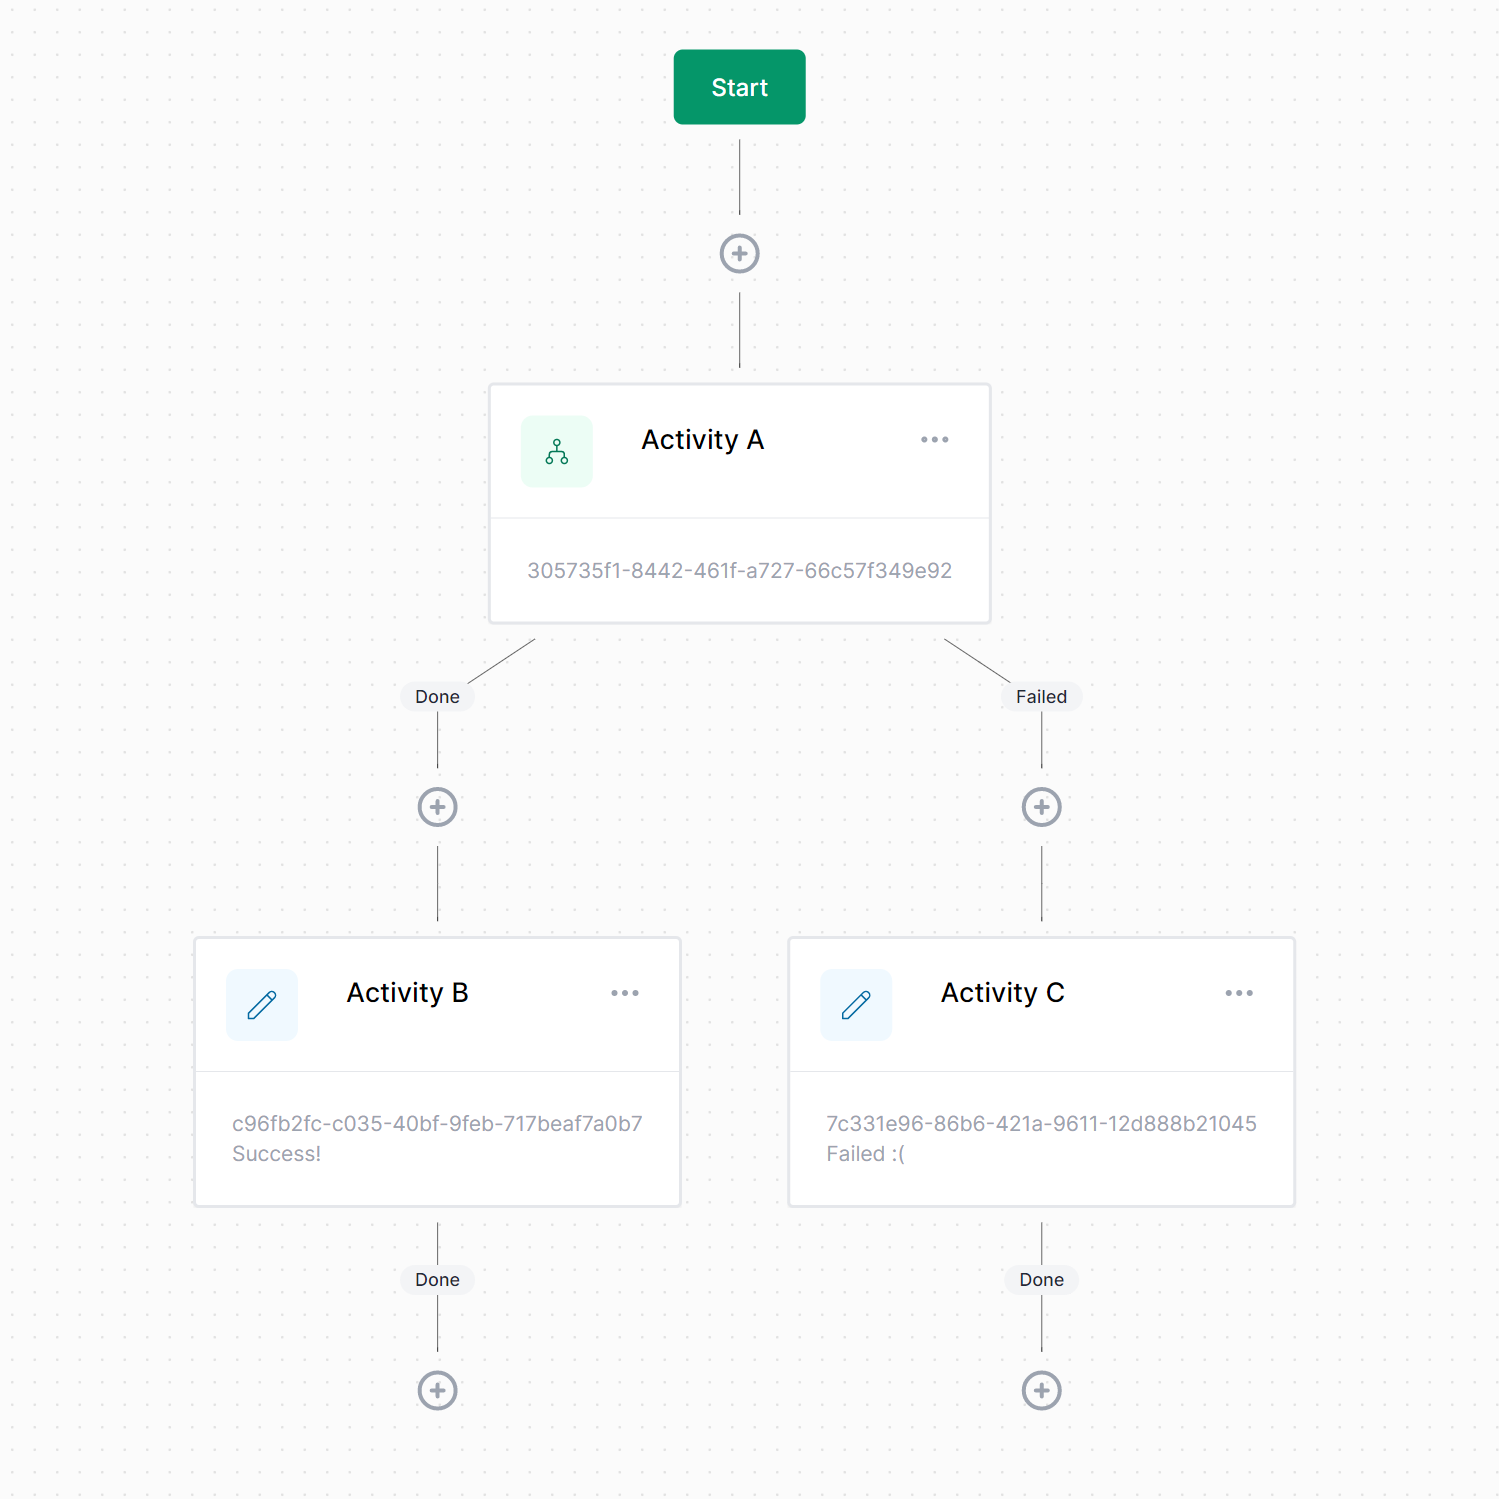 Start
Activity A
305735f1-8442-461f-a727-66c57f349e92
Done
Failed
Activity B
c96fb2fc-c035-40bf-9feb-717beaf7a0b7
Success!
Activity C
7c331e96-86b6-421a-9611-12d888b21045
Failed :(
Done
Done